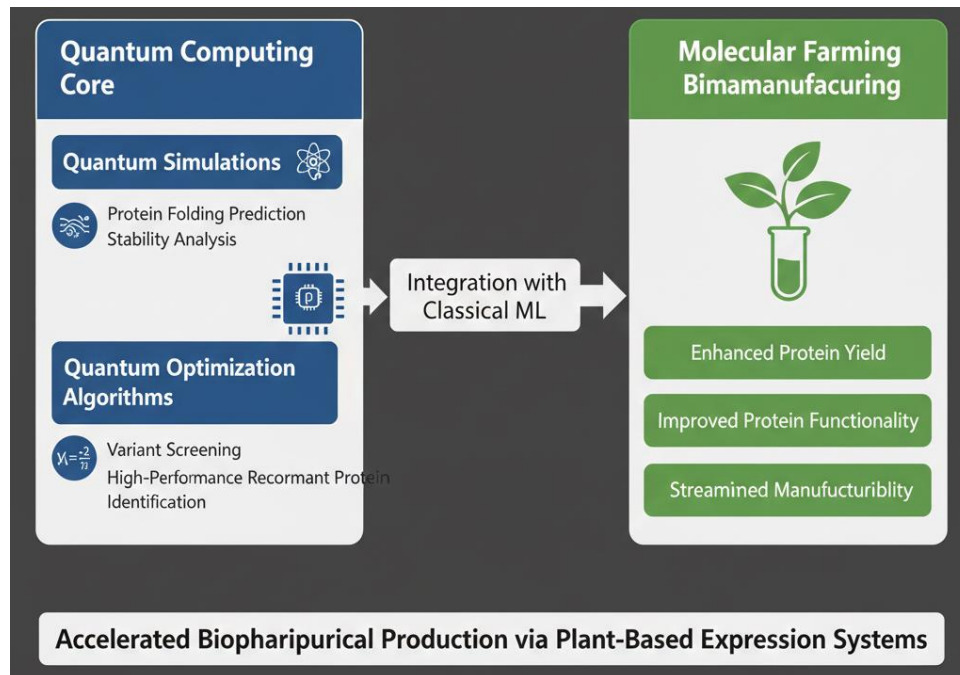 Quantum Computing
Core
Quantum Simulations
Protein Folding Prediction
Stability Analysis
Quantum Optimization
Algorithms
Variant Screening
High-Performance Recormant Protein
Identification
Integration with
Classical ML
Molecular Farming
Bimamanufacuring
Enhanced Protein Yield
Improved Protein Functionality
Streamined Manufucturiblity
Accelerated Biopharipurical Production via Plant-Based Expression Systems